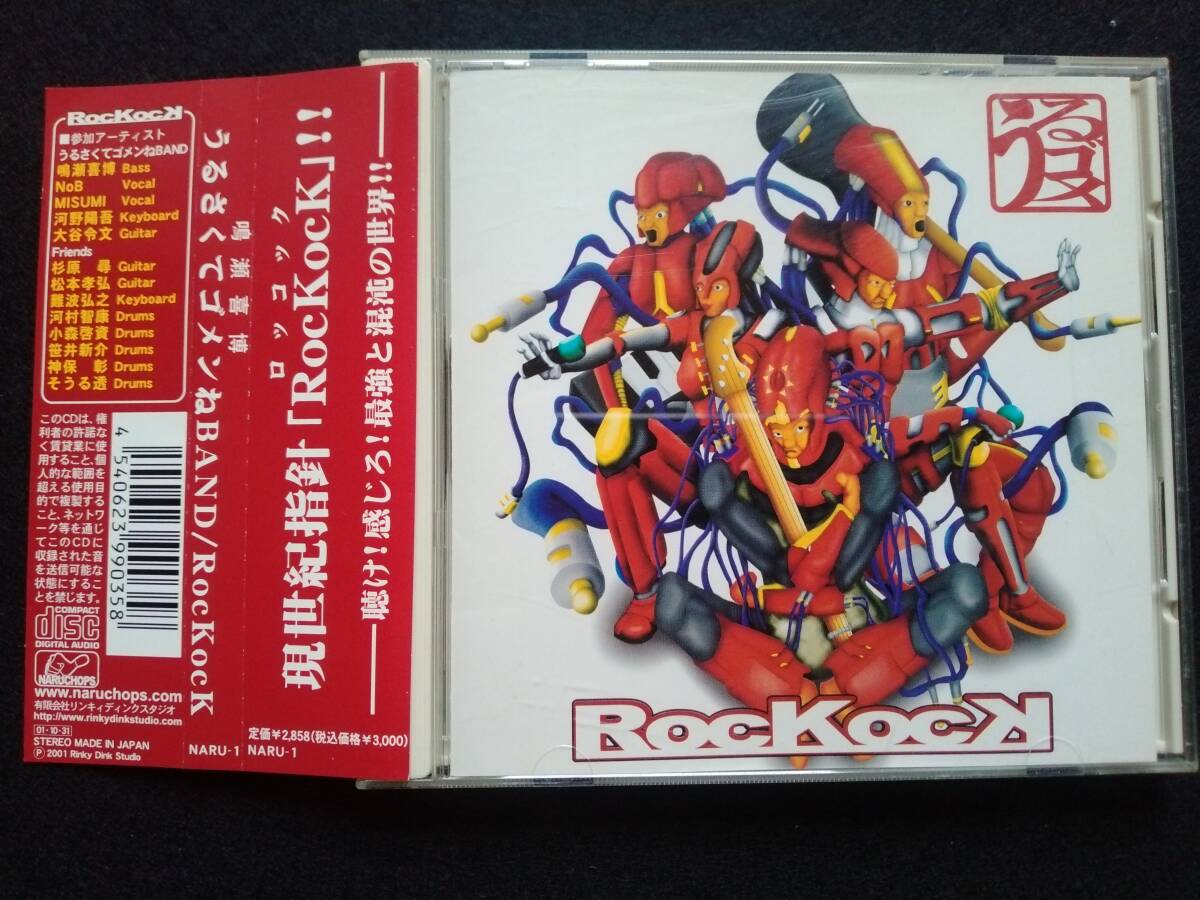 RocKocK
■参加アーティスト
うるさくてゴメンねBAND
鳴瀬喜博 Bass
NoB Vocal
MISUMI Vocal
河野陽吾 Keyboard
大谷令文 Guitar
Friends
杉原 尋 Guitar
松本孝弘 Guitar
難波弘之 Keyboard
河村智康 Drums
小森啓資 Drums
笹井新介 Drums
神保 彰 Drums
そうる透 Drums
このCDは、権
利者の許諾な
く賃貸業に使
用すること、個
人的な範囲を
超える使用目
的で複製する
こと、ネットワ
ーク等を通じ
てこのCDに
収録された音
を送信可能な
状態にするこ
とを禁じます。
4 540623 990358
COMPACT
disc
DIGITAL AUDIO
NARUCHOPS
www.naruchops.com
有限会社リンキィディンクスタジオ
http://www.rinkydinkstudio.com
01・10・31
STEREO MADE IN JAPAN
Ⓟ 2001 Rinky Dink Studio
うるさくてゴメンねBAND/RocKocK
NARU-1
鳴瀬喜博
ロックコック
現世紀指針「RocKocK」!!
聴け!感じろ!最強と混沌の世界!!
定価¥2,858(税込価格¥3,000)
NARU-1
うるゴメ
RocKocK